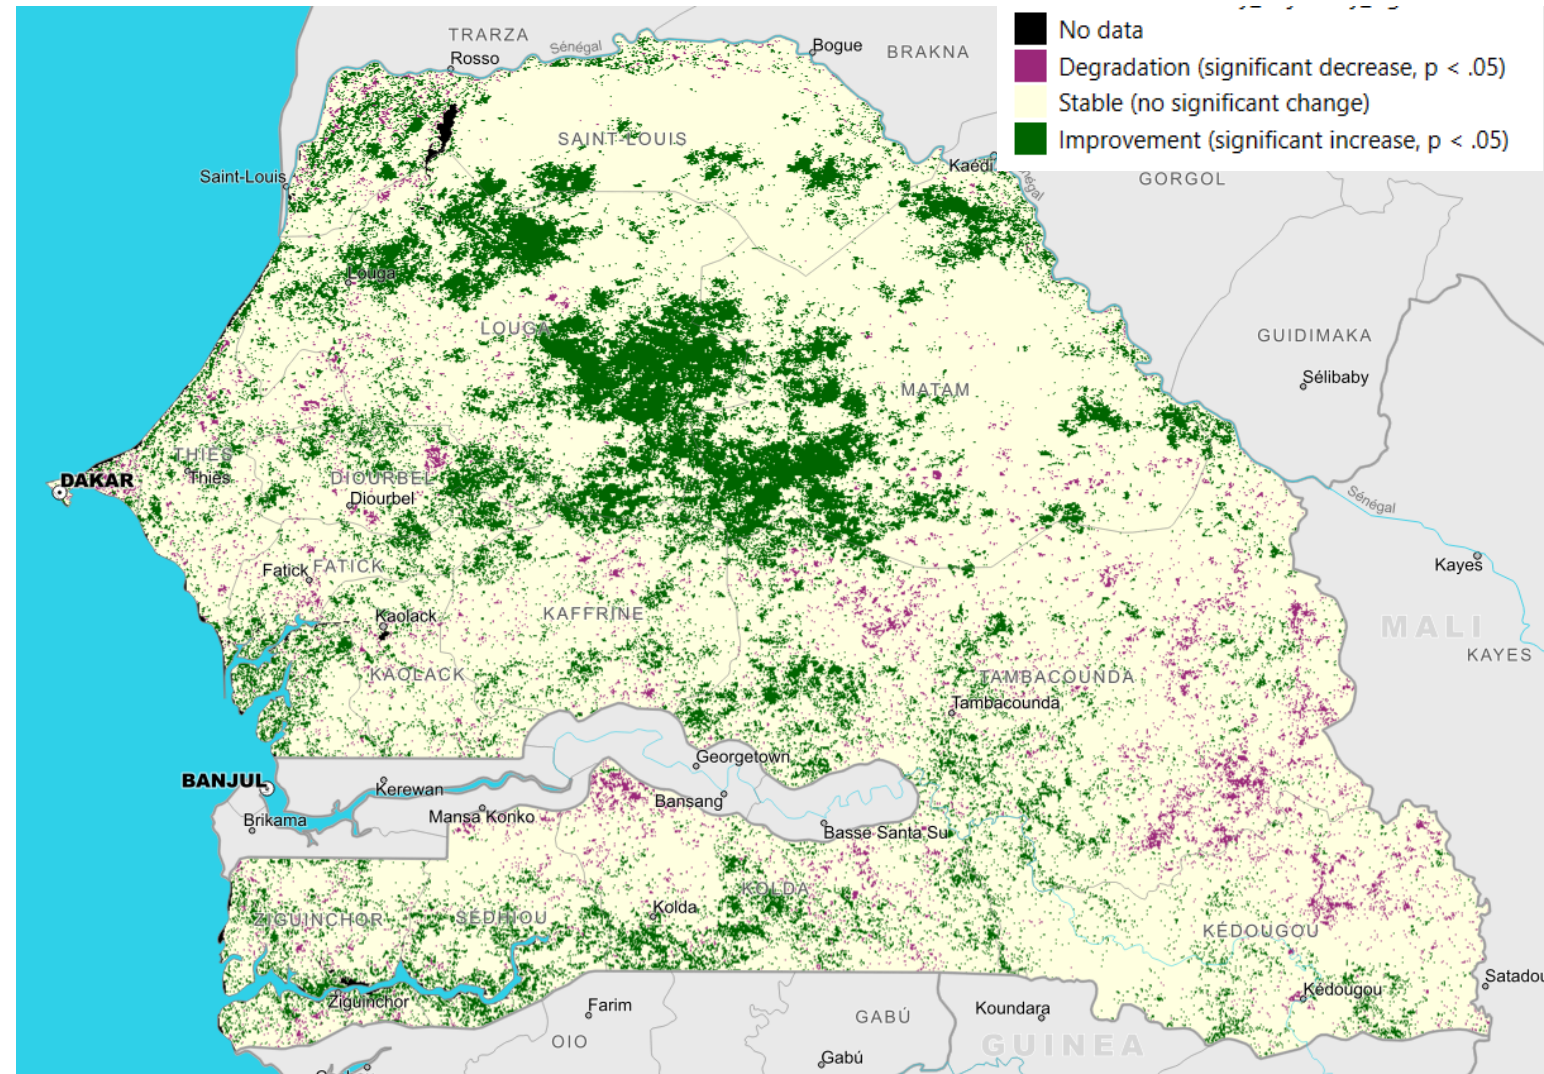 No data
Degradation (significant decrease, p < .05)
Stable (no significant change)
Improvement (significant increase, p < .05)
TRARZA
Rosso
Sénégal
Bogue
BRAKNA
SAINT-LOUIS
Kaédi
GORGOL
Saint-Louis
Louga
LOUGA
GUIDIMAKA
Sélibaby
MATAM
THIES
Thiès
DAKAR
DIOURBEL
Diourbel
Sénégal
Kayes
Fatick
FATICK
Kaolack
KAFFRINE
MALI
KAYES
KAOLACK
TAMBACOUNDA
Tambacounda
Georgetown
BANJUL
Kerewan
Bansang
Mansa Konko
Brikama
Basse Santa Su
KOLDA
Kolda
ZIGUINCHOR
SÉDHIOU
KÉDOUGOU
Satadou
Kédougou
Ziguinchor
Farim
Koundara
GABÚ
OIO
GUINEA
Gabú